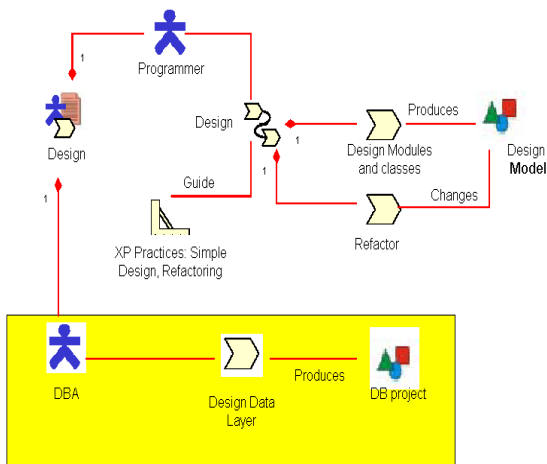 1
Programmer
Design
Design
1
Produces
Design Modules
and classes
Design
Model
1
Guide
Changes
Refactor
1
XP Practices: Simple
Design, Refactoring
DBA
Design Data
Layer
Produces
DB project